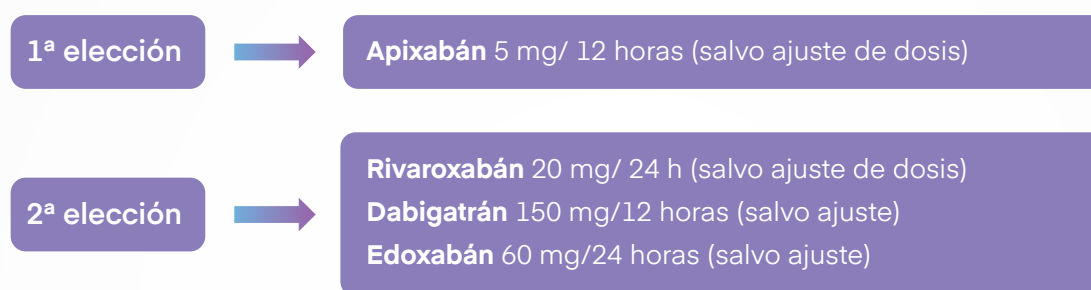 1ª elección
Apixabán 5 mg/ 12 horas (salvo ajuste de dosis)
2ª elección
Rivaroxabán 20 mg/ 24 h (salvo ajuste de dosis)
Dabigatrán 150 mg/12 horas (salvo ajuste)
Edoxabán 60 mg/24 horas (salvo ajuste)